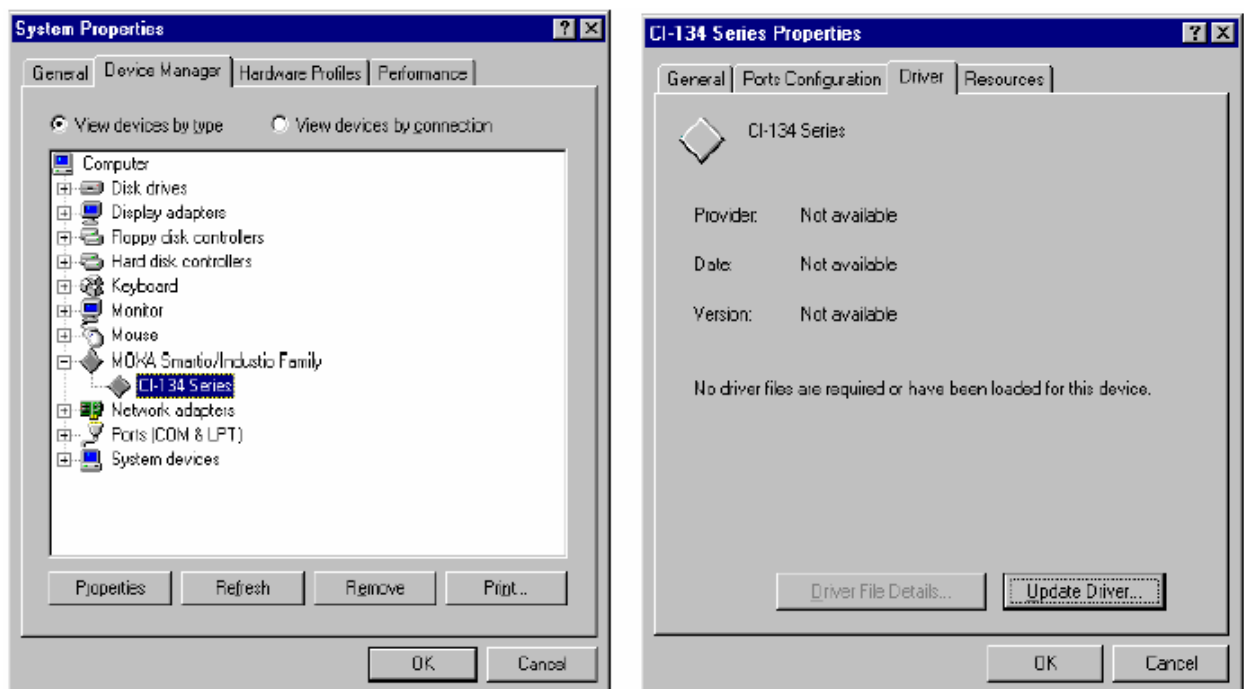 System Properties
General Device Manager Hardware Profiles Performance
View devices by type View devices by connection
Computer
Disk drives
Display adapters
Floppy disk controllers
Hard disk controllers
Keyboard
Monitor
Mouse
MOXA Smartio/Industio Family
CI-134 Series
Network adapters
Ports (COM & LPT)
System devices
Properties Refresh Remove Print...
OK Cancel
CI-134 Series Properties
General Ports Configuration Driver Resources
CI-134 Series
Provider: Not available
Date: Not available
Version: Not available
No driver files are required or have been loaded for this device.
Driver File Details... Update Driver...
OK Cancel